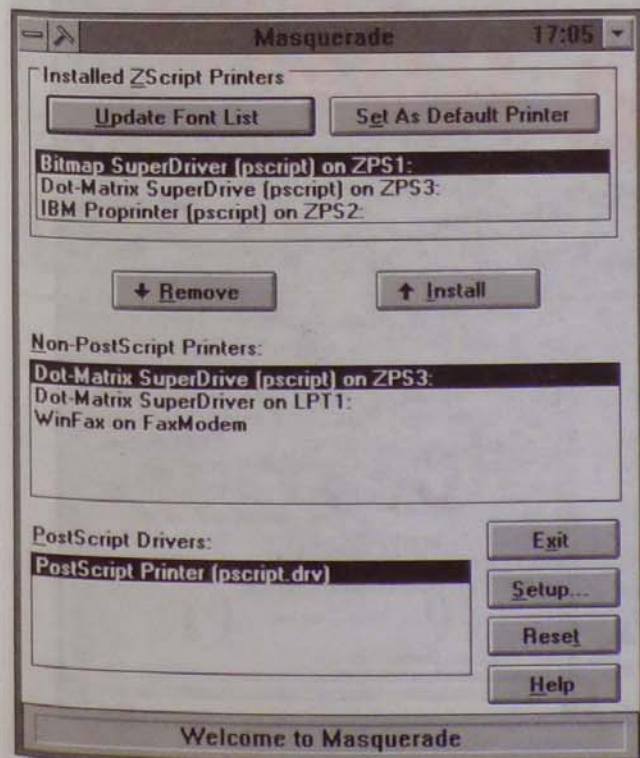 Masquerade 17:05
Installed ZScript Printers
Update Font List
Set As Default Printer
Bitmap SuperDriver (pscript) on ZPS1:
Dot-Matrix SuperDrive (pscript) on ZPS3:
IBM Proprinter (pscript) on ZPS2:
Remove
Install
Non-PostScript Printers:
Dot-Matrix SuperDrive (pscript) on ZPS3:
Dot-Matrix SuperDriver on LPT1:
WinFax on FaxModem
PostScript Drivers:
PostScript Printer (pscript.drv)
Exit
Setup...
Reset
Help
Welcome to Masquerade